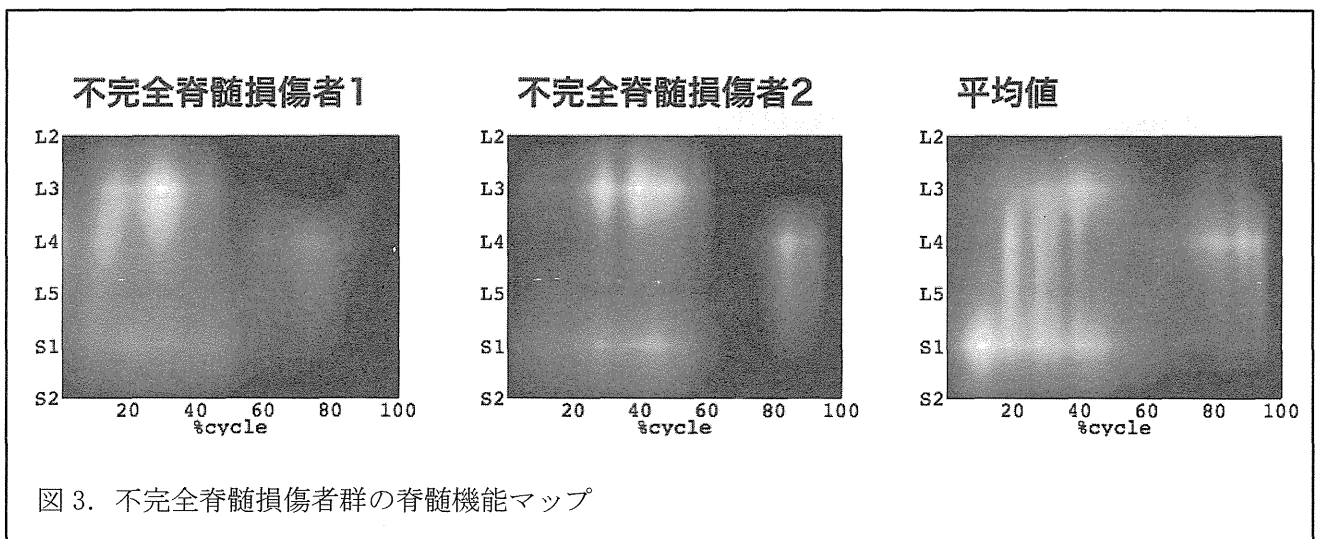 不完全脊髄損傷者1 不完全脊髄損傷者2 平均値
L2 L2 L2
L3 L3 L3
L4 L4 L4
L5 L5 L5
S1 S1 S1
S2 S2 S2
20 40 60 80 100 20 40 60 80 100 20 40 60 80 100
%cycle %cycle %cycle
図 3. 不完全脊髄損傷者群の脊髄機能マップ